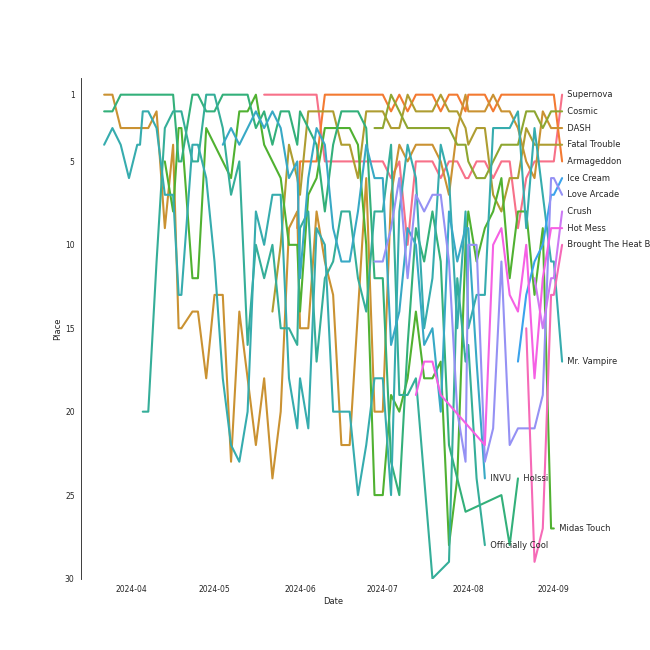 1
5
10
15
20
25
30
Place
2024-04
2024-05
2024-06
2024-07
2024-08
2024-09
Date
Supernova
Cosmic
DASH
Fatal Trouble
Armageddon
Ice Cream
Love Arcade
Crush
Hot Mess
Brought The Heat B
Mr. Vampire
INVU
Holssi
Midas Touch
Officially Cool